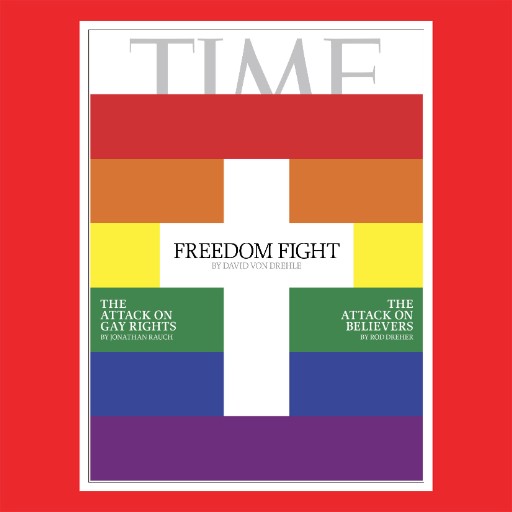 TIME
FREEDOM FIGHT
BY DAVID VON DREHLE
THE
ATTACK ON
GAY RIGHTS
BY JONATHAN RAUCH
THE
ATTACK ON
BELIEVERS
BY ROD DREHER